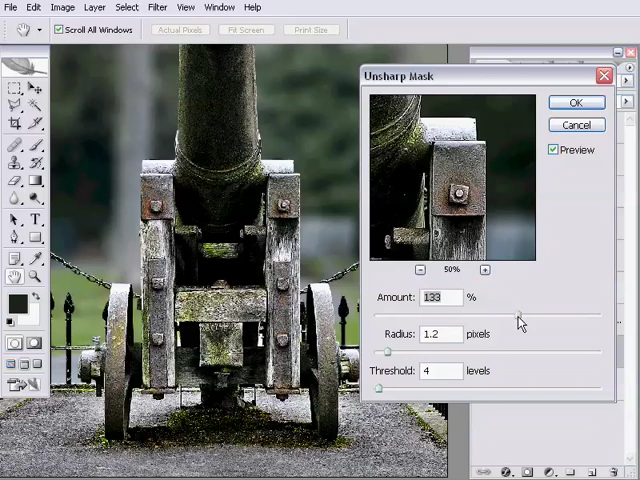 File Edit Image Layer Select Filter View Window Help
Scroll All Windows Actual Pixels Fit Screen Print Size
Unsharp Mask
OK
Cancel
Preview
50%
Amount: 133 %
Radius: 1.2 pixels
Threshold: 4 levels